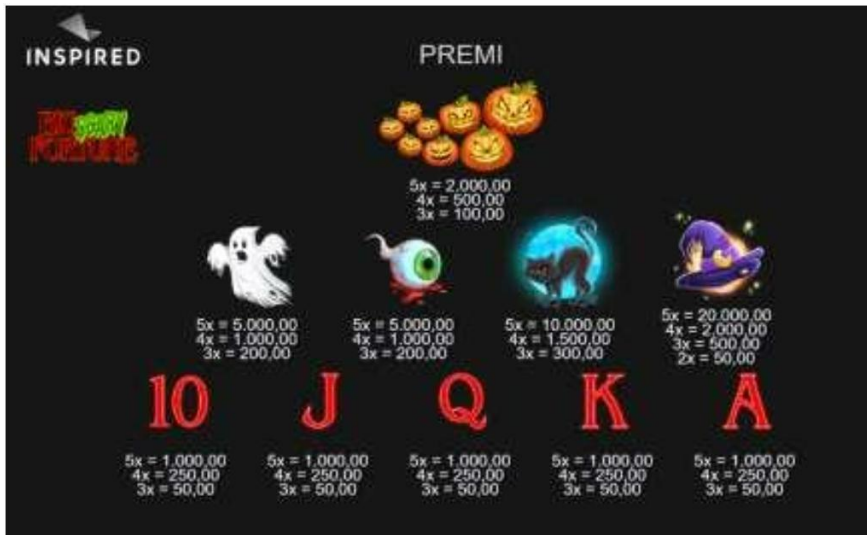 INSPIRED
PREMI
BIG SCARY
FORTUNE
5x = 2.000,00
4x = 500,00
3x = 100,00
5x = 5.000,00
4x = 1.000,00
3x = 200,00
5x = 5.000,00
4x = 1.000,00
3x = 200,00
5x = 10.000,00
4x = 1.500,00
3x = 300,00
5x = 20.000,00
4x = 2.000,00
3x = 500,00
2x = 50,00
10
J
Q
K
A
5x = 1.000,00
4x = 250,00
3x = 50,00
5x = 1.000,00
4x = 250,00
3x = 50,00
5x = 1.000,00
4x = 250,00
3x = 50,00
5x = 1.000,00
4x = 250,00
3x = 50,00
5x = 1.000,00
4x = 250,00
3x = 50,00